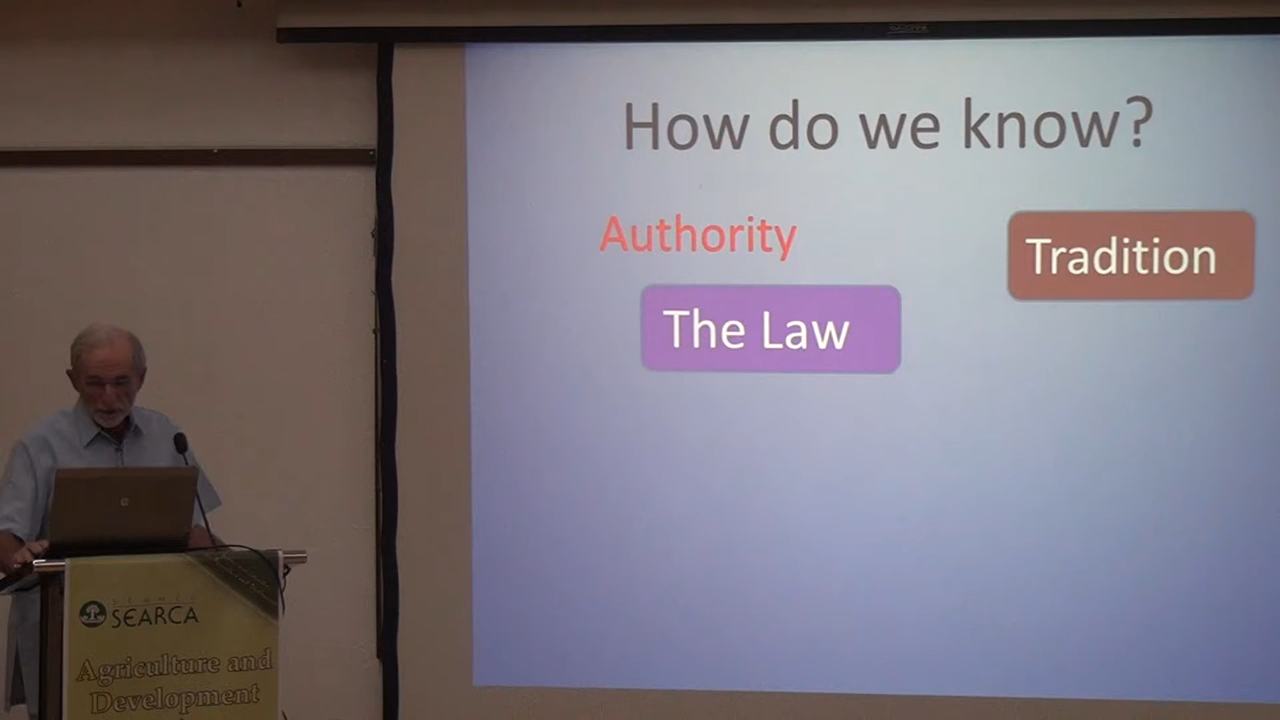 How do we know?
Authority
Tradition
The Law
SEARCA
Agriculture and
Development